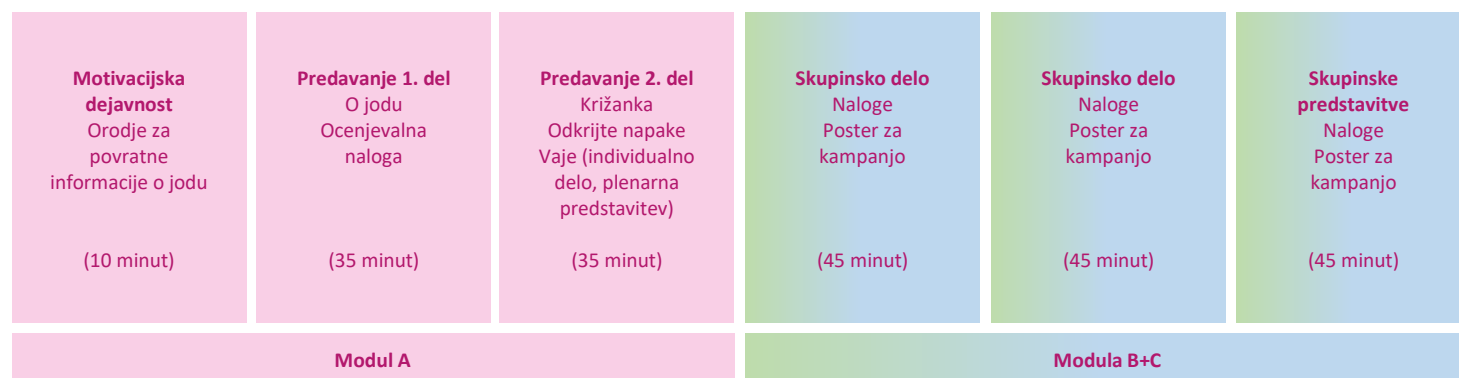 Motivacijska
dejavnost
Orodje za
povratne
informacije o jodu
(10 minut)
Predavanje 1. del
O jodu
Ocenjevalna
naloga
(35 minut)
Predavanje 2. del
Križanka
Odkrijte napake
Vaje (individualno
delo, plenarna
predstavitev)
(35 minut)
Skupinsko delo
Naloge
Poster za
kampanjo
(45 minut)
Skupinsko delo
Naloge
Poster za
kampanjo
(45 minut)
Skupinske
predstavitve
Naloge
Poster za
kampanjo
(45 minut)
Modul A
Modula B+C